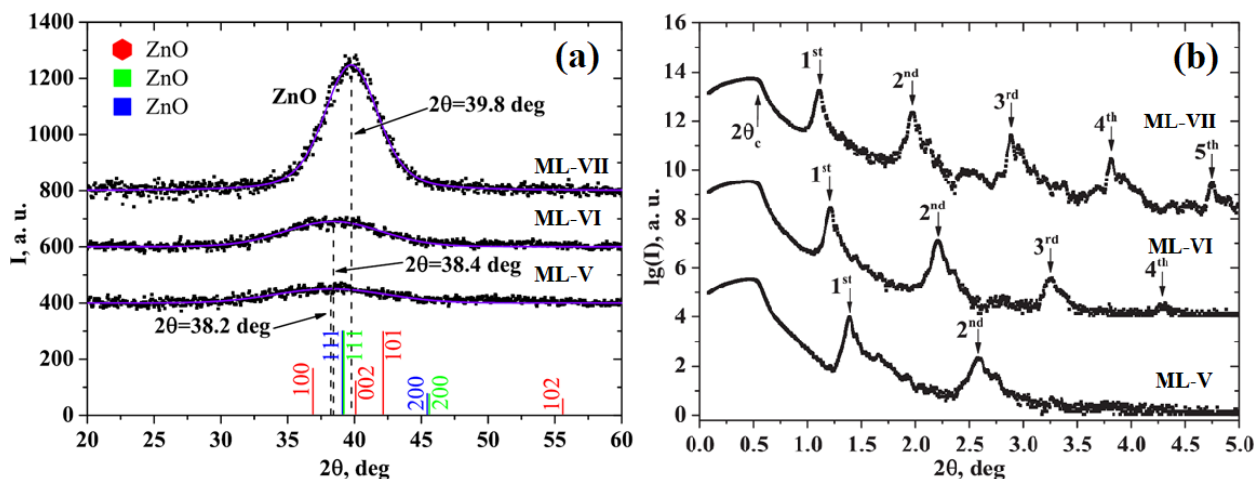 (a)
I, a. u.
1400
1200
1000
800
600
400
200
0
ZnO
ZnO
ZnO
ZnO
2θ=39.8 deg
ML-VII
ML-VI
2θ=38.4 deg
ML-V
2θ=38.2 deg
100
111
111
002
101
200
200
102
20 25 30 35 40 45 50 55 60
2θ, deg
(b)
lg(I), a. u.
16
14
12
10
8
6
4
2
0
1st
2nd
3rd
4th
5th
2θc
ML-VII
1st
2nd
3rd
4th
ML-VI
1st
2nd
ML-V
0.0 0.5 1.0 1.5 2.0 2.5 3.0 3.5 4.0 4.5 5.0
2θ, deg